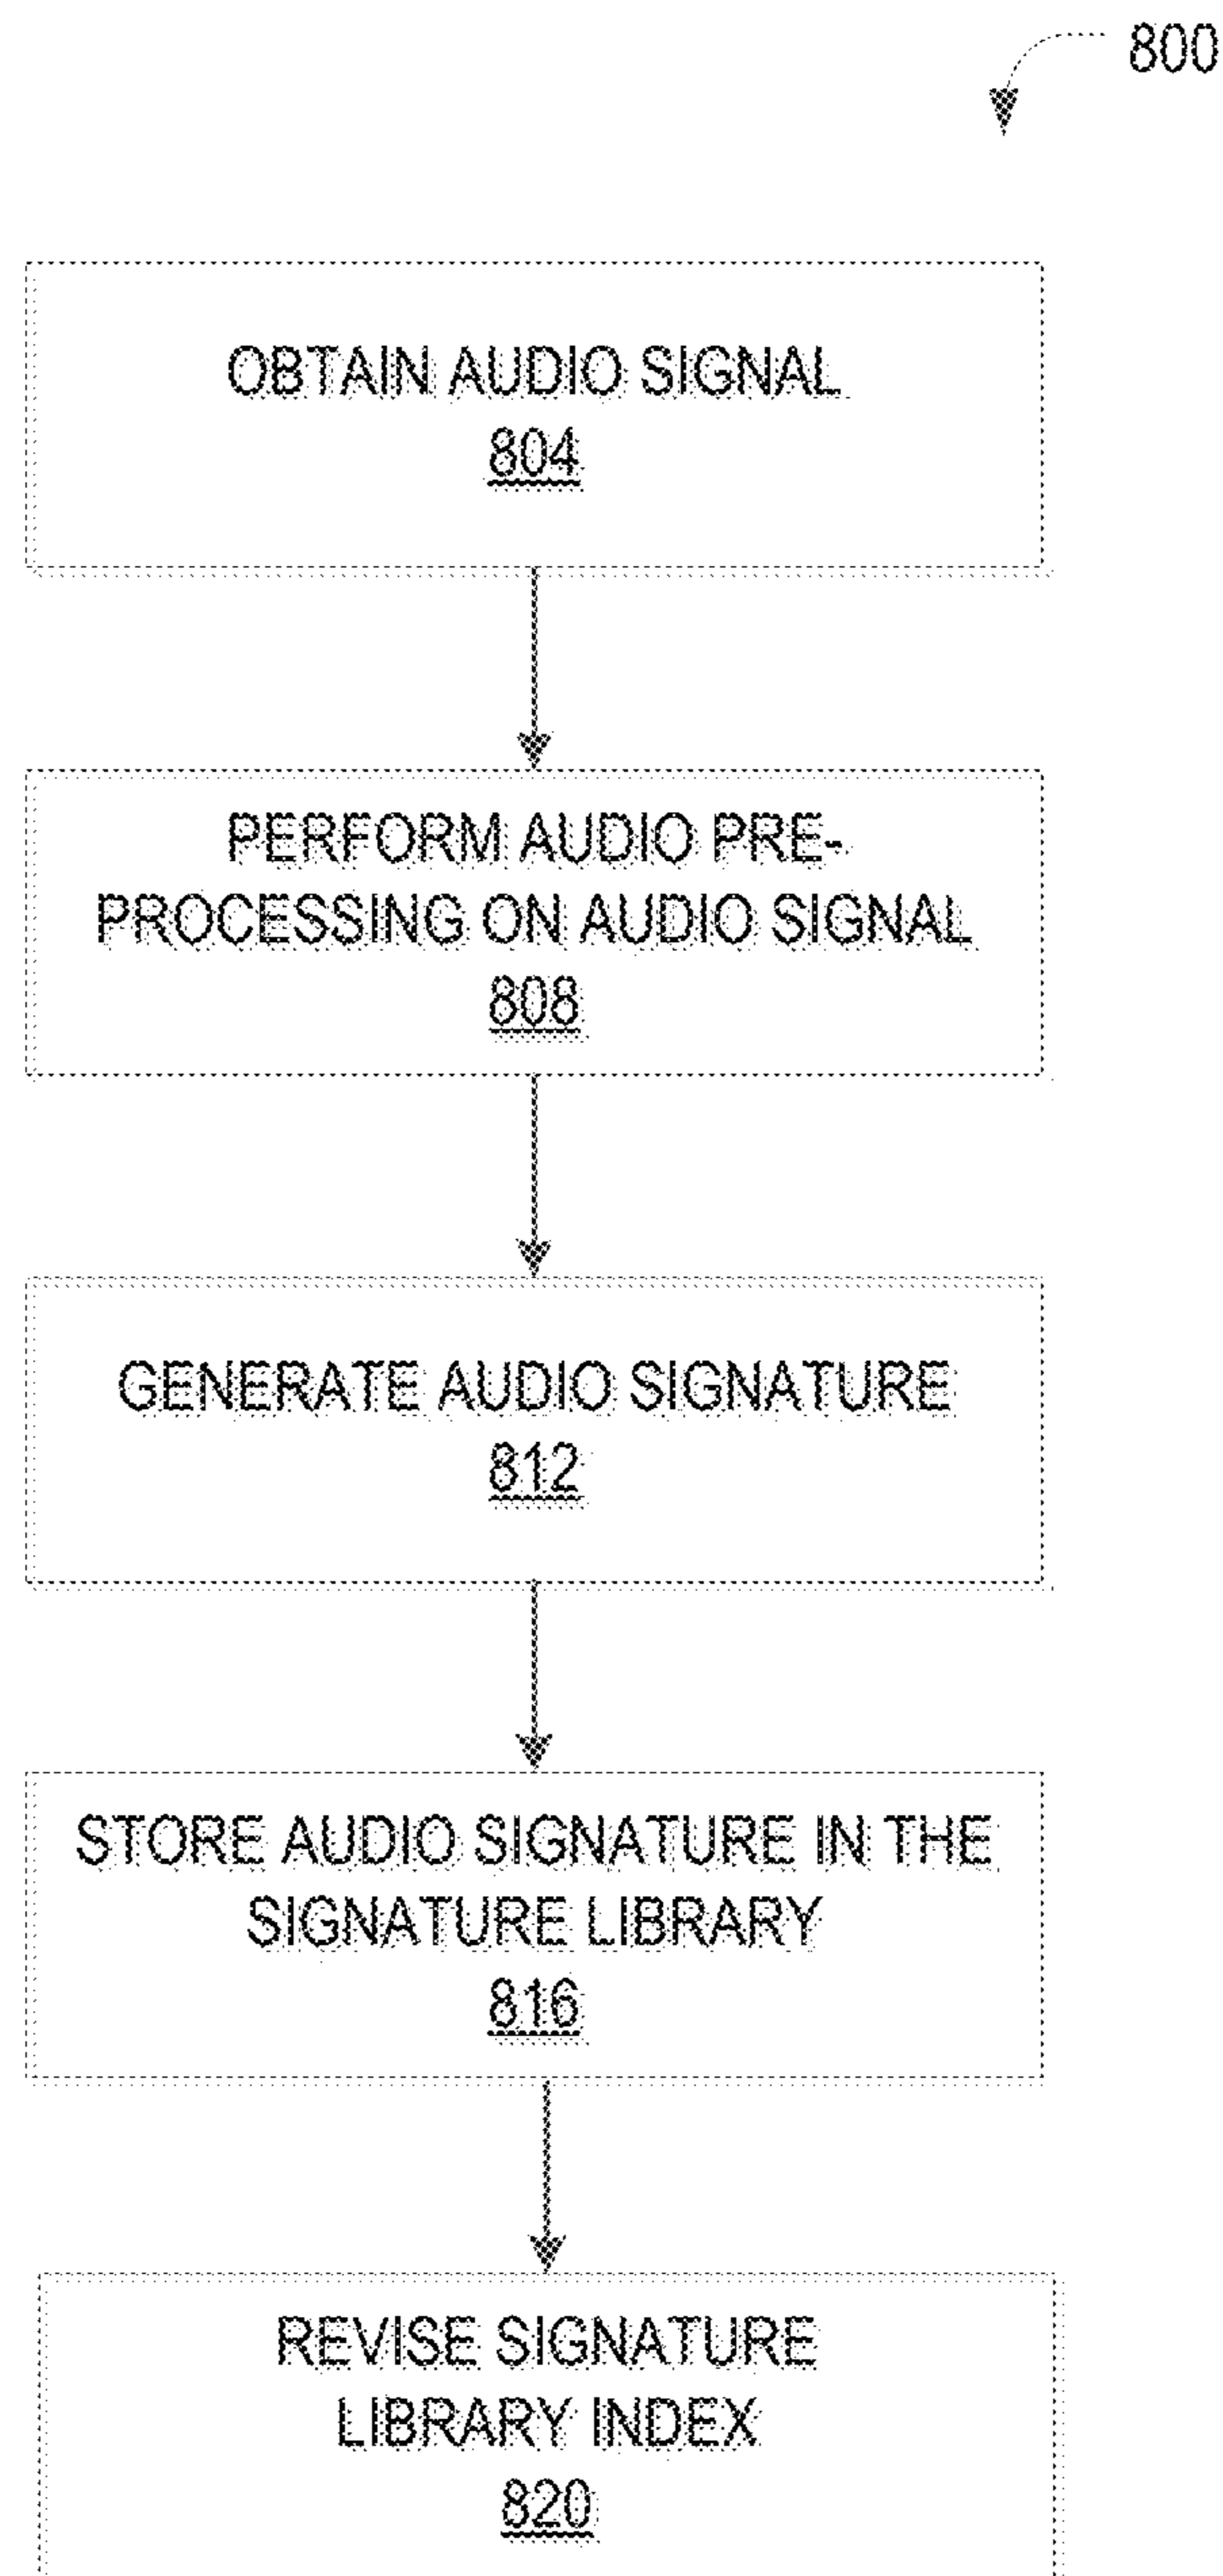 800
OBTAIN AUDIO SIGNAL
804
PERFORM AUDIO PRE-
PROCESSING ON AUDIO SIGNAL
808
GENERATE AUDIO SIGNATURE
812
STORE AUDIO SIGNATURE IN THE
SIGNATURE LIBRARY
816
REVISE SIGNATURE
LIBRARY INDEX
820